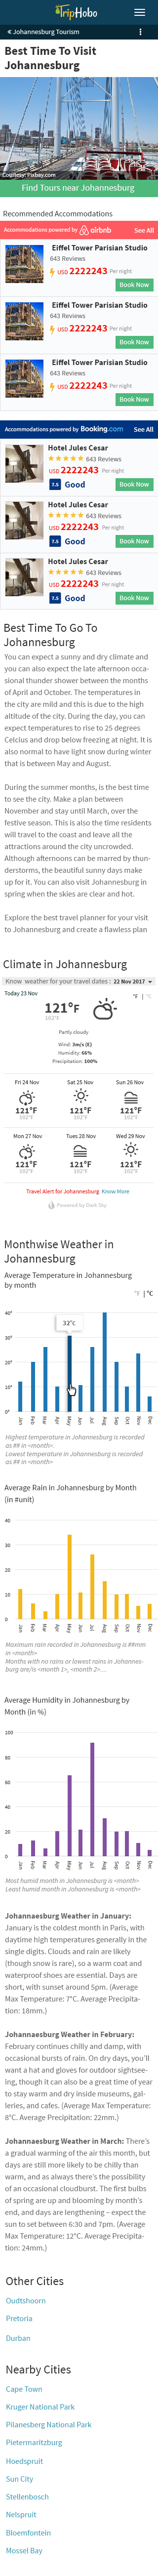 TripHobo
« Johannesburg Tourism
Best Time To Visit
Johannesburg
Courtesy: Pixbay.com
Find Tours near Johannesburg
Recommended Accommodations
Accommodations powered by airbnb See All
Eiffel Tower Parisian Studio
643 Reviews
USD 2222243 Per night
Book Now
Eiffel Tower Parisian Studio
643 Reviews
USD 2222243 Per night
Book Now
Eiffel Tower Parisian Studio
643 Reviews
USD 2222243 Per night
Book Now
Accommodations powered by Booking.com See All
Hotel Jules Cesar
643 Reviews
USD 2222243 Per night
7.5 Good Book Now
Hotel Jules Cesar
643 Reviews
USD 2222243 Per night
7.5 Good Book Now
Hotel Jules Cesar
643 Reviews
USD 2222243 Per night
7.5 Good Book Now
Best Time To Go To
Johannesburg
You can expect a sunny and dry climate and
you can also expect the late afternoon occa-
sional thunder shower between the months
of April and October. The temperatures in
the city are mild and this is due to the high
altitude of the city. During the day, you can
expect temperatures to rise to 25 degrees
Celsius and drop below freezing at night. It is
not normal to have light snow during winter
that is between May and August.
During the summer months is the best time
to see the city. Make a plan between
November and stay until March, over the
festive season. This is also when the residents
will travel to the coast and leave all the
attractions around the city uncrowded.
Don't be disturbed by the occasional thun-
derstorms, the beautiful sunny days make
up for it. You can also visit Johannesburg in
spring when the skies are clear and hot.
Explore the best travel planner for your visit
to Johannesburg and create a flawless plan
Climate in Johannesburg
Know weather for your travel dates : 22 Nov 2017
Today 23 Nov °F | °C
121°F
102°F
Partly cloudy
Wind: 3m/s (E)
Humidity: 66%
Precipitation: 100%
Fri 24 Nov Sat 25 Nov Sun 26 Nov
121°F 121°F 121°F
102°F 102°F 102°F
Mon 27 Nov Tues 28 Nov Wed 29 Nov
121°F 121°F 121°F
102°F 102°F 102°F
Travel Alert for Johannesburg Know More
Powered by Dark Sky
Monthwise Weather in
Johannesburg
Average Temperature in Johannesburg
by month
°F | °C
32°c
40°
30°
20°
10°
0°
Jan Feb Mar Apr May Jun Jul Aug Sep Oct Nov Dec
Highest temperature in Johannesburg is recorded
as ## in <month>.
Lowest temperature in Johannesburg is recorded
as ## in <month>
Average Rain in Johannesburg by Month
(in #unit)
40
30
20
10
0
Jan Feb Mar Apr May Jun Jul Aug Sep Oct Nov Dec
Maximum rain recorded in Johannesburg is ##mm
in <month>
Months with no rains or lowest rains in Johannes-
burg are/is <month 1>, <month 2>....
Average Humidity in Johannesburg by
Month (in %)
100
80
60
40
20
0
Jan Feb Mar Apr May Jun Jul Aug Sep Oct Nov Dec
Most humid month in Johannesburg is <month>
Least humid month in Johannesburg is <month>
Johannaesburg Weather in January:
January is the coldest month in Paris, with
daytime high temperatures generally in the
single digits. Clouds and rain are likely
(though snow is rare), so a warm coat and
waterproof shoes are essential. Days are
short, with sunset around 5pm. (Average
Max Temperature: 7°C. Average Precipita-
tion: 18mm.)
Johannaesburg Weather in February:
February continues chilly and damp, with
occasional bursts of rain. On dry days, you'll
want a hat and gloves for outdoor sightsee-
ing, though it can also be a great time of year
to stay warm and dry inside museums, gal-
leries, and cafes. (Average Max Temperature:
8°C. Average Precipitation: 22mm.)
Johannaesburg Weather in March: There's
a gradual warming of the air this month, but
early days are still more likely to be chilly than
warm, and as always there's the possibility
of an occasional cloudburst. The first bulbs
of spring are up and blooming by month's
end, and days are lengthening – expect the
sun to set between 6:30 and 7pm. (Average
Max Temperature: 12°C. Average Precipita-
tion: 24mm.)
Other Cities
Oudtshoorn
Pretoria
Durban
Nearby Cities
Cape Town
Kruger National Park
Pilanesberg National Park
Pietermaritzburg
Hoedspruit
Sun City
Stellenbosch
Nelspruit
Bloemfontein
Mossel Bay